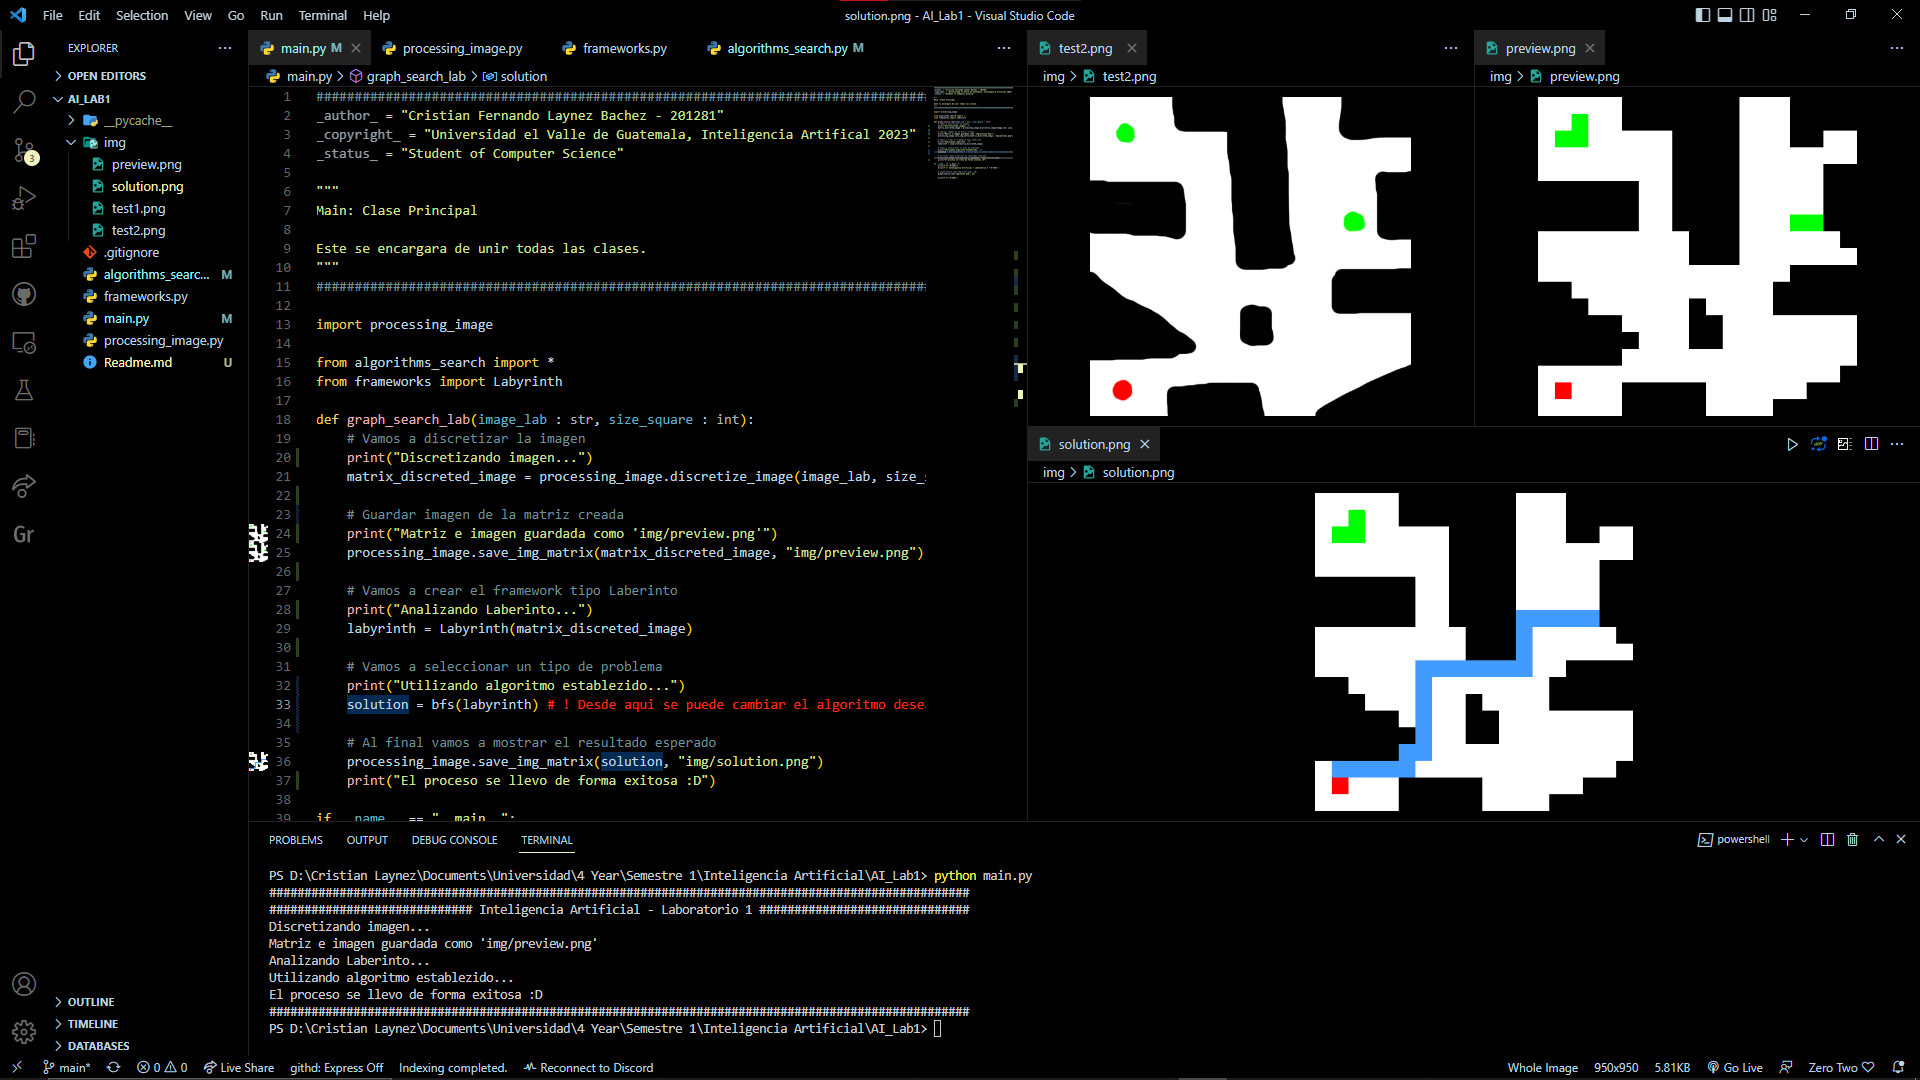 File Edit Selection View Go Run Terminal Help
solution.png - AI_Lab1 - Visual Studio Code
EXPLORER
OPEN EDITORS
AI_LAB1
__pycache__
img
preview.png
solution.png
test1.png
test2.png
.gitignore
algorithms_searc... M
frameworks.py
main.py M
processing_image.py
Readme.md U
3
Gr
OUTLINE
TIMELINE
DATABASES
main.py M processing_image.py frameworks.py algorithms_search.py M
main.py > graph_search_lab > solution
1 ################################################################################
2 _author_ = "Cristian Fernando Laynez Bachez - 201281"
3 _copyright_ = "Universidad el Valle de Guatemala, Inteligencia Artifical 2023"
4 _status_ = "Student of Computer Science"
5
6 """
7 Main: Clase Principal
8
9 Este se encargara de unir todas las clases.
10 """
11 ################################################################################
12
13 import processing_image
14
15 from algorithms_search import *
16 from frameworks import Labyrinth
17
18 def graph_search_lab(image_lab : str, size_square : int):
19 # Vamos a discretizar la imagen
20 print("Discretizando imagen...")
21 matrix_discreted_image = processing_image.discretize_image(image_lab, size_
22
23 # Guardar imagen de la matriz creada
24 print("Matriz e imagen guardada como 'img/preview.png'")
25 processing_image.save_img_matrix(matrix_discreted_image, "img/preview.png")
26
27 # Vamos a crear el framework tipo Laberinto
28 print("Analizando Laberinto...")
29 labyrinth = Labyrinth(matrix_discreted_image)
30
31 # Vamos a seleccionar un tipo de problema
32 print("Utilizando algoritmo establezido...")
33 solution = bfs(labyrinth) # ! Desde aqui se puede cambiar el algoritmo dese
34
35 # Al final vamos a mostrar el resultado esperado
36 processing_image.save_img_matrix(solution, "img/solution.png")
37 print("El proceso se llevo de forma exitosa :D")
38
39 if __name__ == "__main__":
test2.png
img > test2.png
preview.png
img > preview.png
solution.png
img > solution.png
PROBLEMS OUTPUT DEBUG CONSOLE TERMINAL
powershell
PS D:\Cristian Laynez\Documents\Universidad\4 Year\Semestre 1\Inteligencia Artificial\AI_Lab1> python main.py
################################################################################
############################# Inteligencia Artificial - Laboratorio 1 ##############################
Discretizando imagen...
Matriz e imagen guardada como 'img/preview.png'
Analizando Laberinto...
Utilizando algoritmo establezido...
El proceso se llevo de forma exitosa :D
################################################################################
PS D:\Cristian Laynez\Documents\Universidad\4 Year\Semestre 1\Inteligencia Artificial\AI_Lab1>
main* 0 0 Live Share githd: Express Off Indexing completed. Reconnect to Discord
Whole Image 950x950 5.81KB Go Live Zero Two